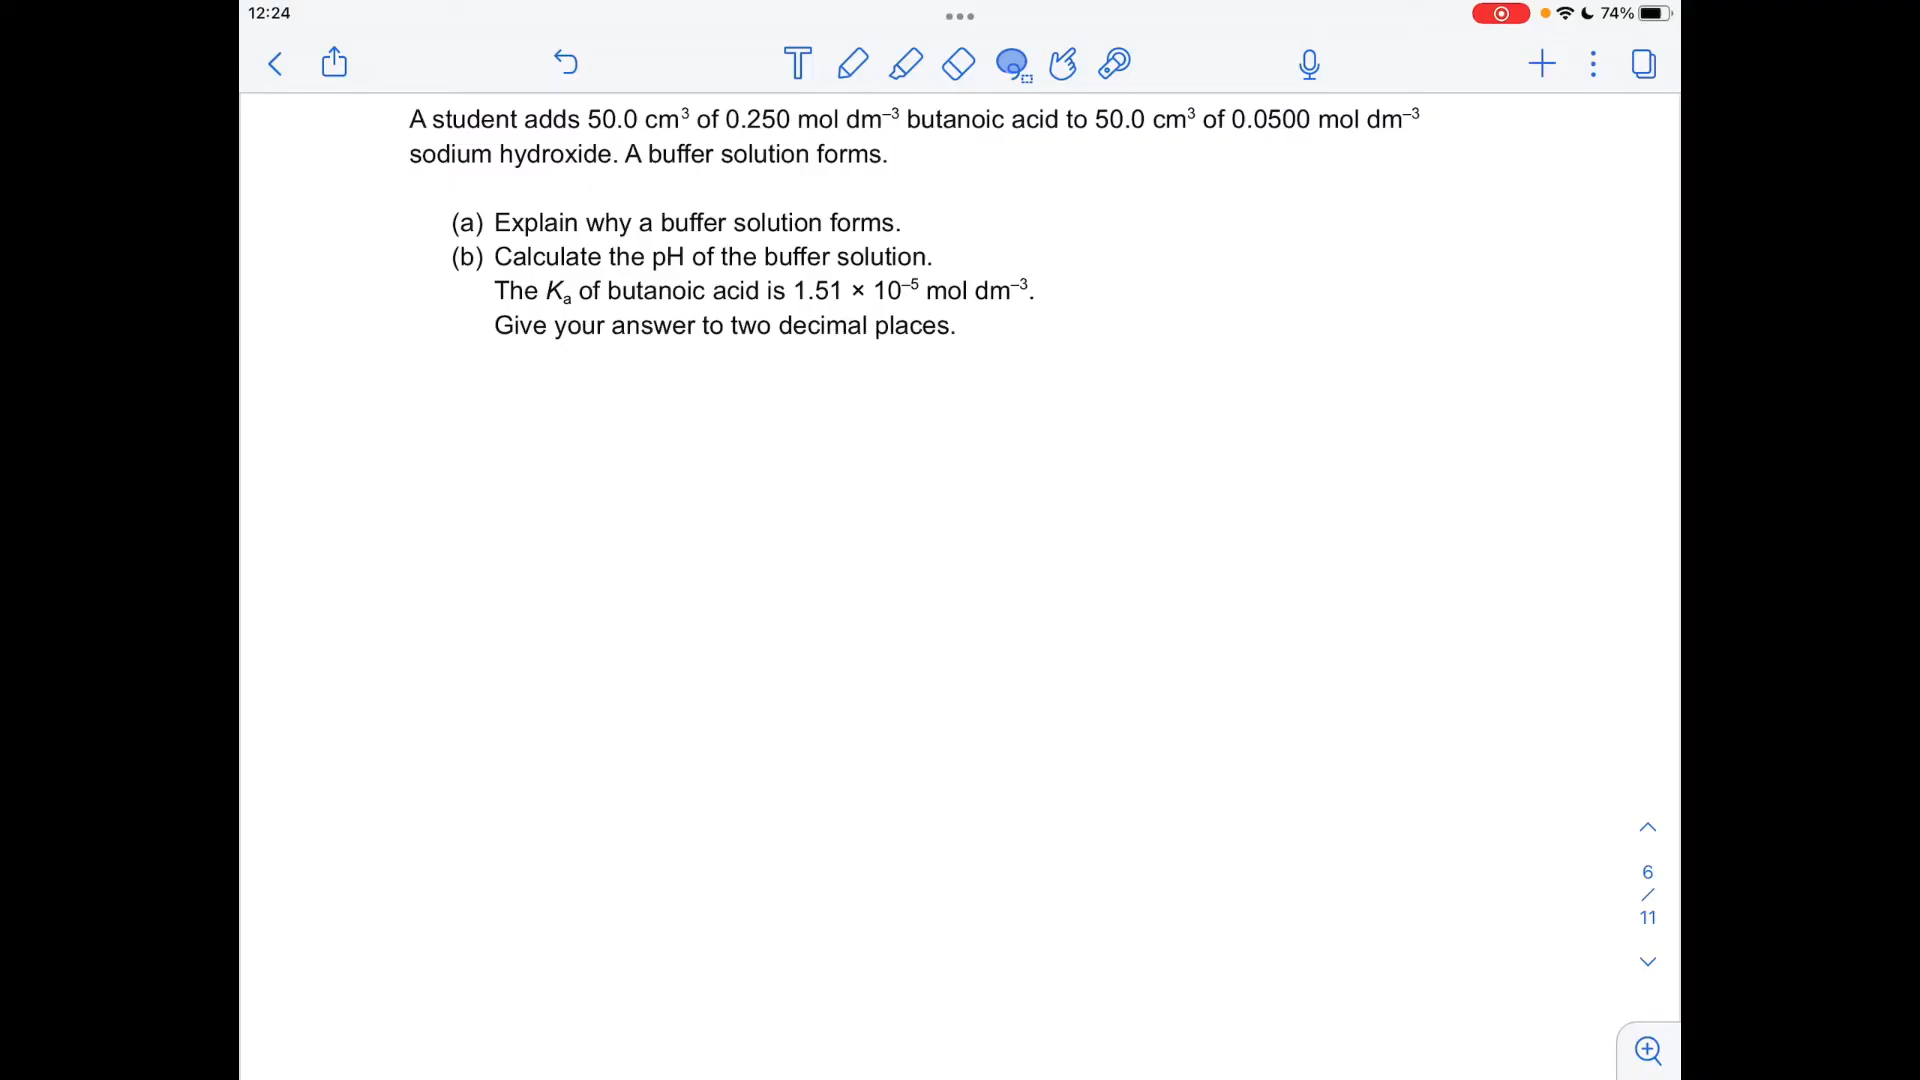 12:24
74%
A student adds 50.0 cm³ of 0.250 mol dm⁻³ butanoic acid to 50.0 cm³ of 0.0500 mol dm⁻³
sodium hydroxide. A buffer solution forms.
(a) Explain why a buffer solution forms.
(b) Calculate the pH of the buffer solution.
The Kₐ of butanoic acid is 1.51 × 10⁻⁵ mol dm⁻³.
Give your answer to two decimal places.
6
/
11